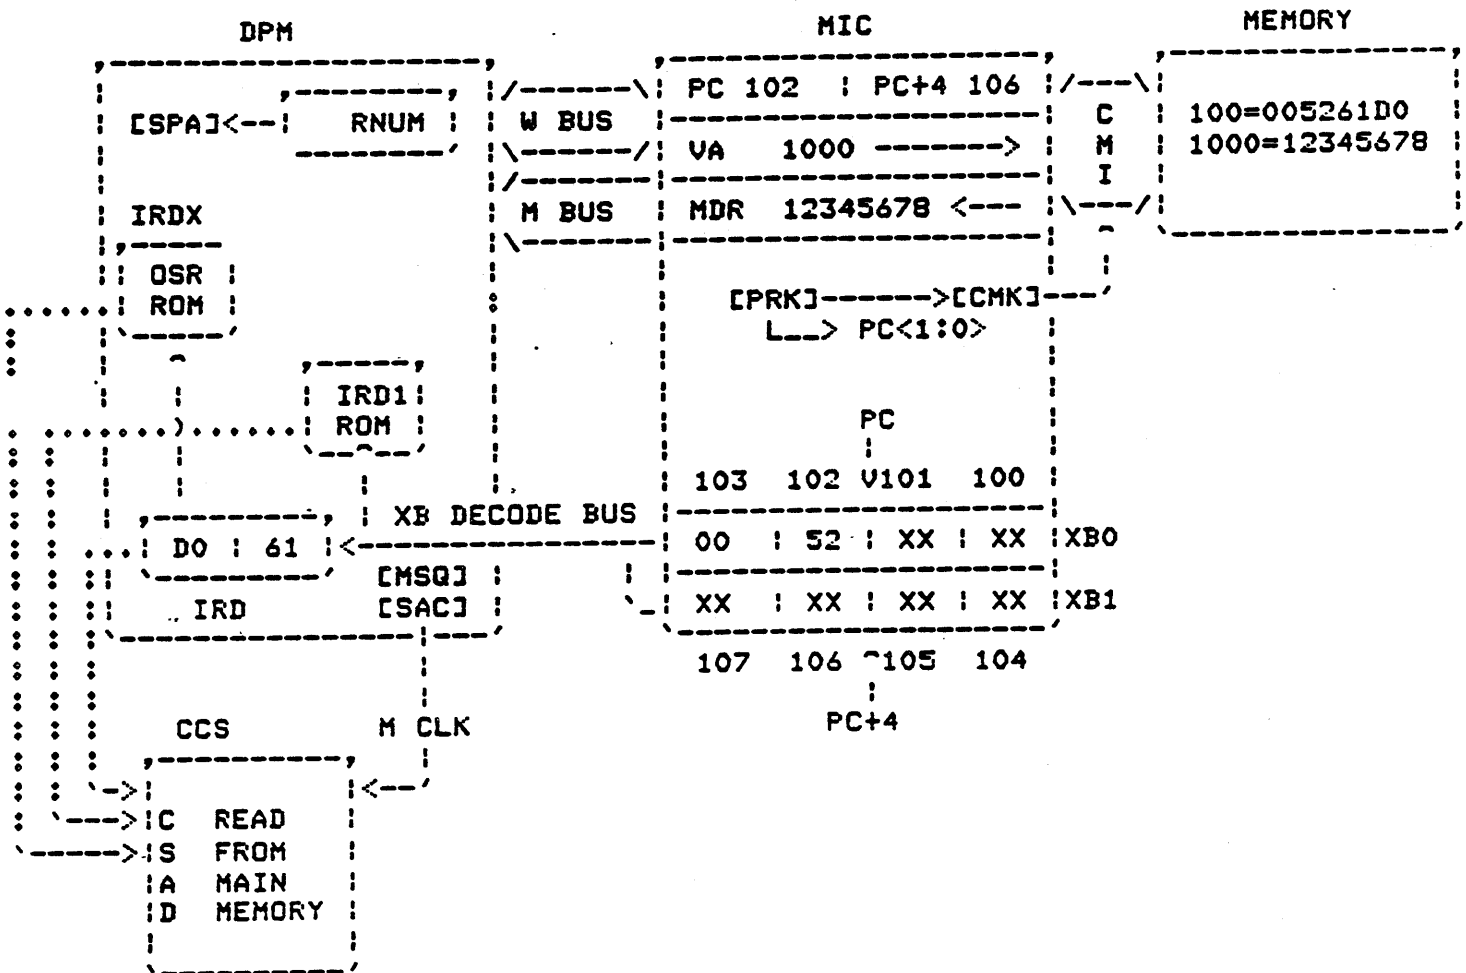 DPM MIC MEMORY
PC 102 PC+4 106
[SPA]<--: RNUM W BUS C 100=005261D0
VA 1000 -------> M 1000=12345678
I
IRDX M BUS MDR 12345678 <---
OSR
ROM [PRK]------>[CMK]
PC<1:0>
IRD1
ROM PC
103 102 V101 100
XB DECODE BUS
D0 61 00 52 XX XX XB0
[MSQ]
IRD [SAC] XX XX XX XX XB1
107 106 ^105 104
CCS M CLK PC+4
C READ
S FROM
A MAIN
D MEMORY